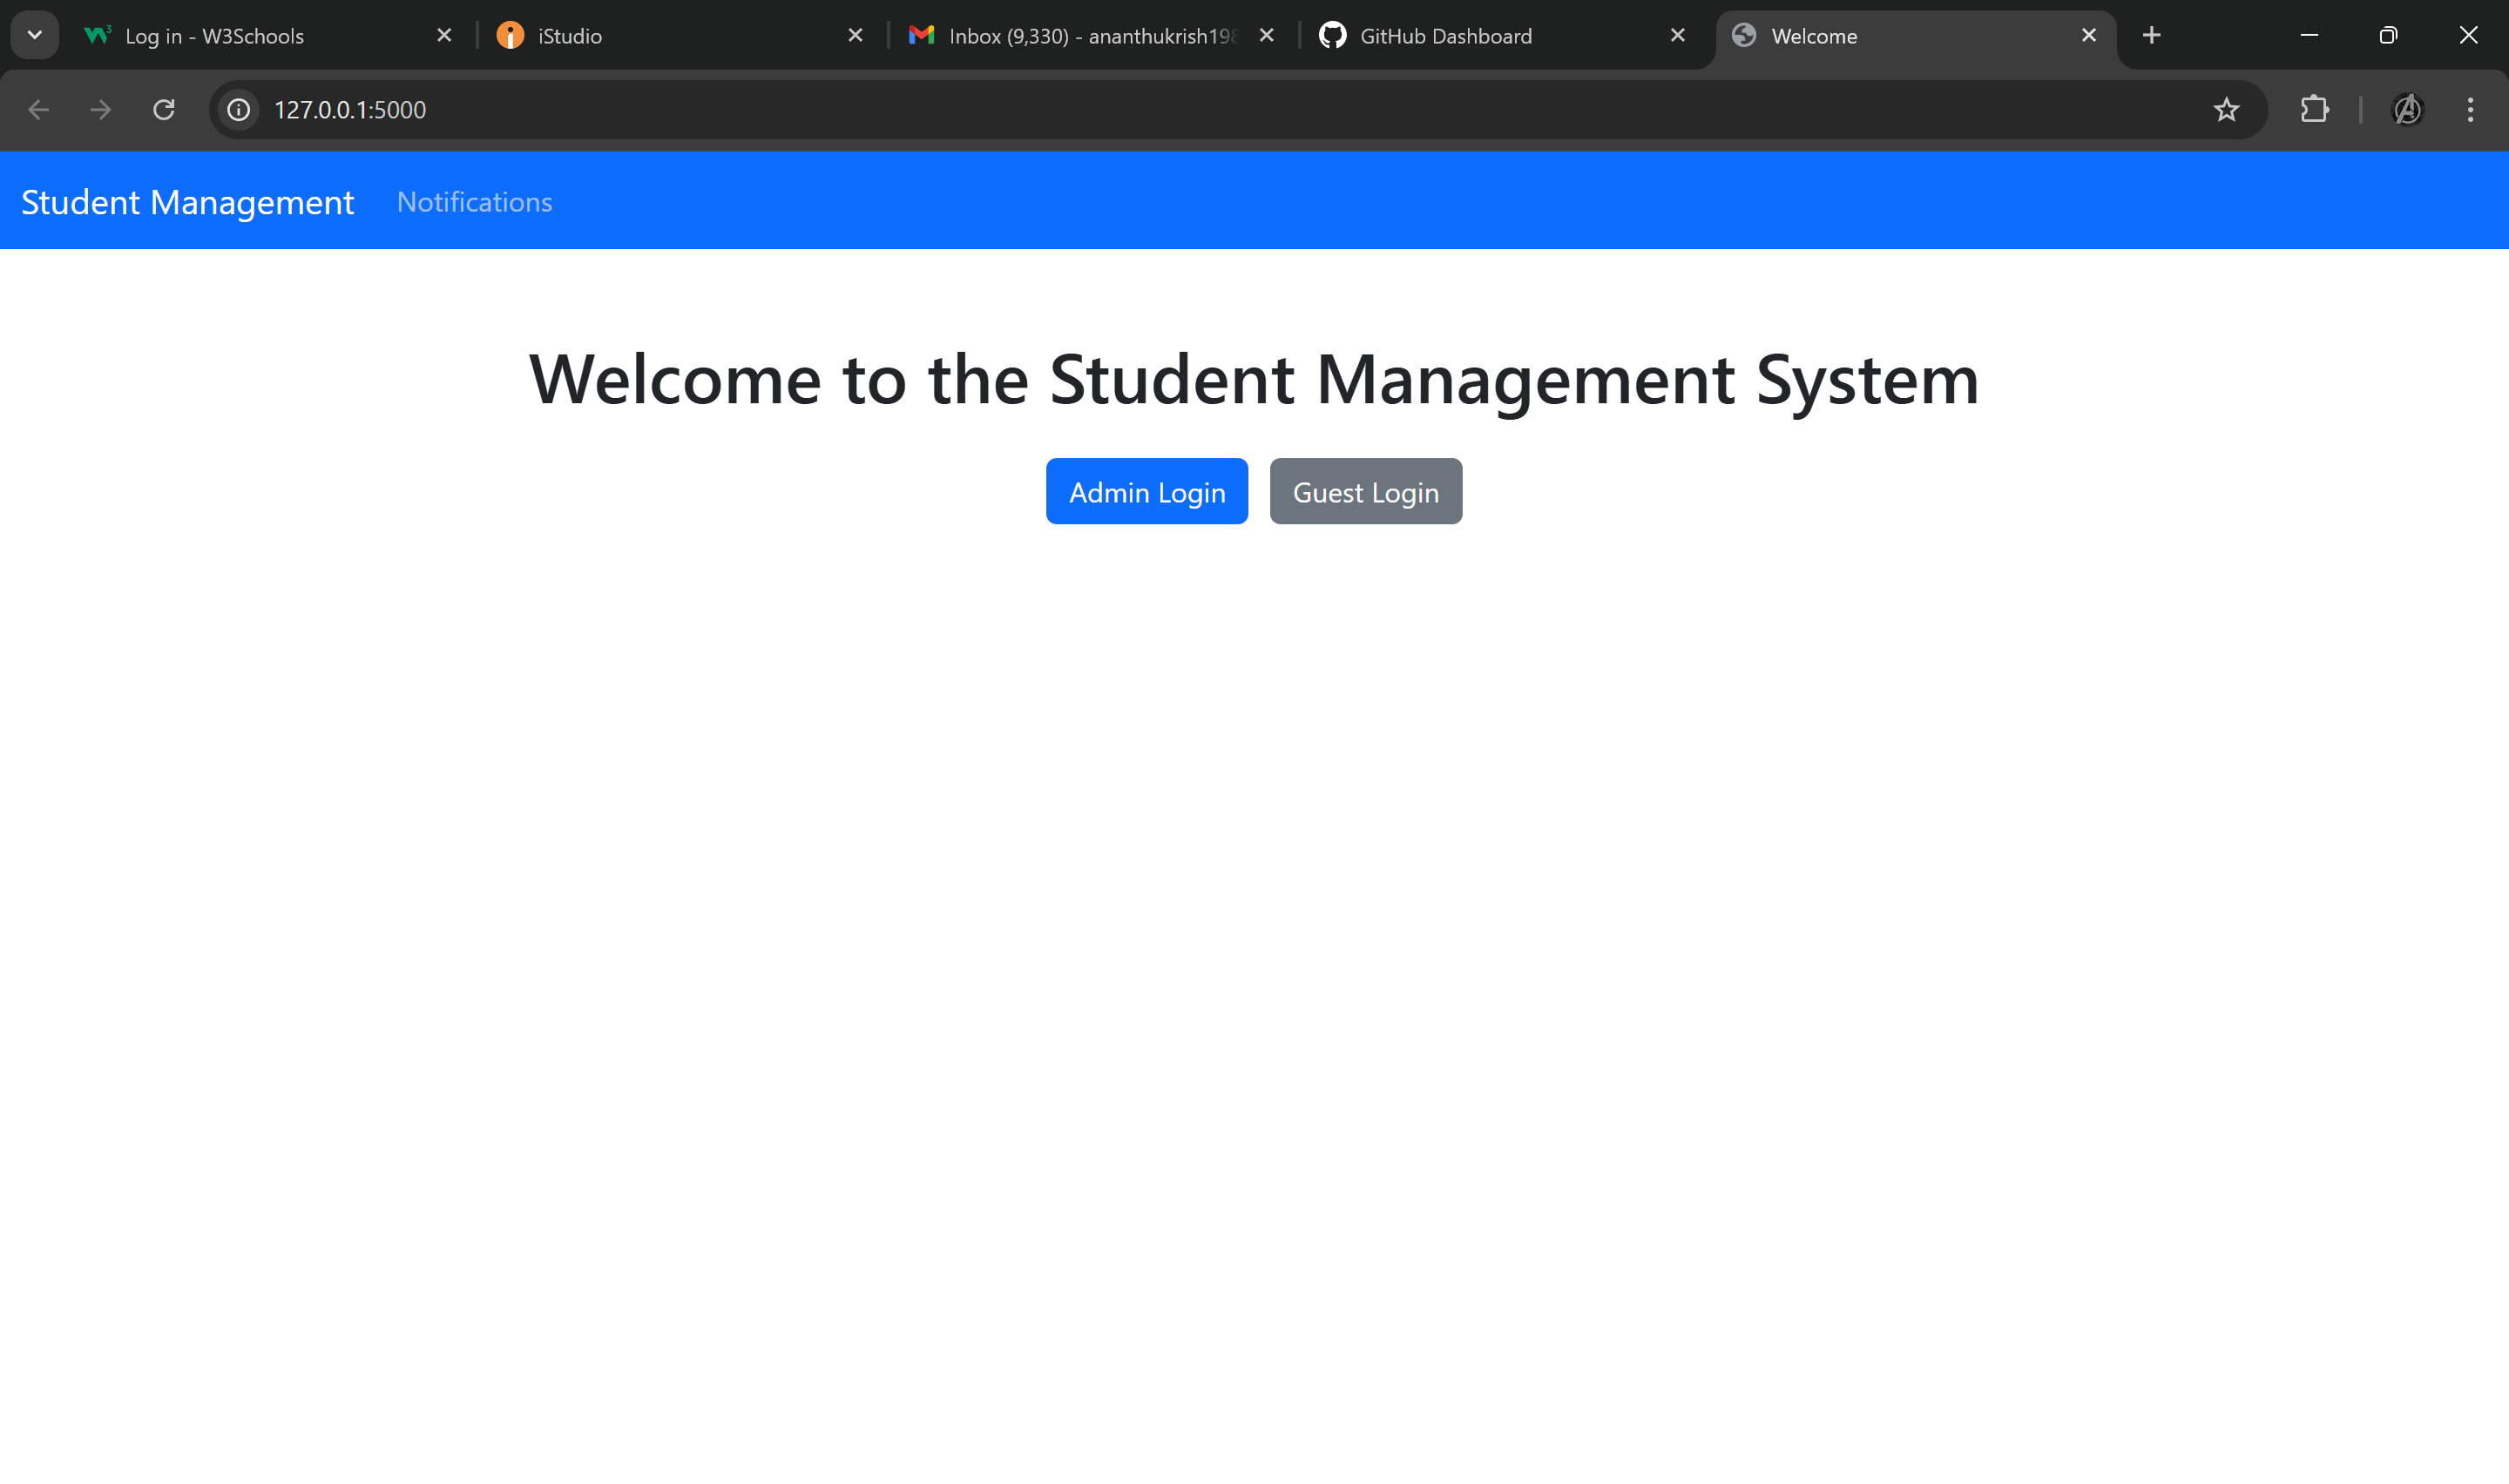 Log in - W3Schools
iStudio
Inbox (9,330) - ananthukrish198
GitHub Dashboard
Welcome
127.0.0.1:5000
Student Management
Notifications
Welcome to the Student Management System
Admin Login
Guest Login